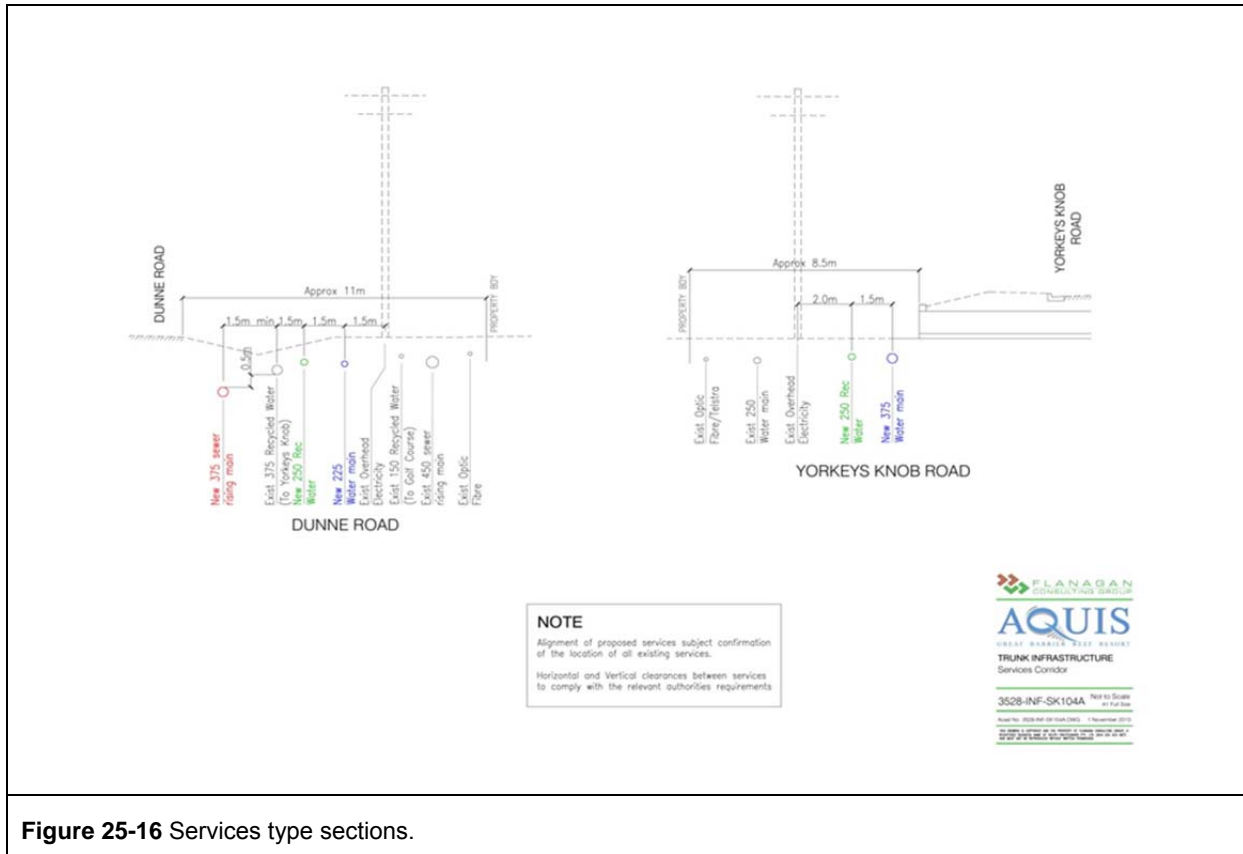 DUNNE ROAD
Approx 11m
PROPERTY BDY
1.5m min
1.5m
1.5m
1.5m
0.5m
New 375 sewer
rising main
Exist 375 Recycled Water
(To Yorkeys Knob)
New 250 Rec
Water
New 225
Water main
Exist Overhead
Electricity
Exist 150 Recycled Water
(To Golf Course)
Exist 450 sewer
rising main
Exist Optic
Fibre
DUNNE ROAD
YORKEYS KNOB
ROAD
Approx 8.5m
PROPERTY BDY
2.0m
1.5m
Exist Optic
Fibre/Telstra
Exist 250
Water main
Exist Overhead
Electricity
New 250 Rec
Water
New 375
Water main
YORKEYS KNOB ROAD
NOTE
Alignment of proposed services subject confirmation
of the location of all existing services.
Horizontal and Vertical clearances between services
to comply with the relevant authorities requirements
FLANAGAN
CONSULTING GROUP
AQUIS
GREAT BARRIER REEF RESORT
TRUNK INFRASTRUCTURE
Services Corridor
3528-INF-SK104A
Not to Scale
A1 Full Size
1 November 2013
Figure 25-16 Services type sections.